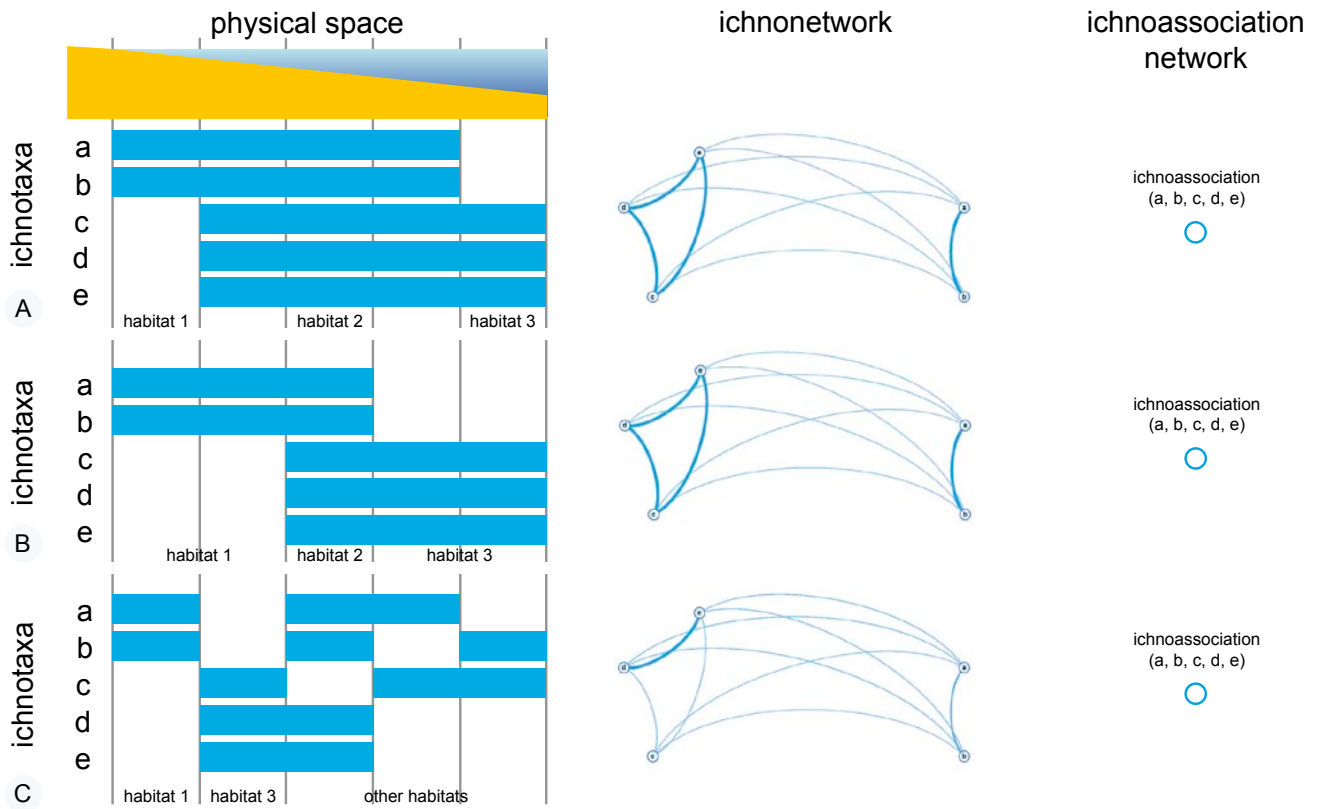 physical space
ichnonetwork
ichnoassociation
network
ichnotaxa
A
a
b
c
d
e
habitat 1
habitat 2
habitat 3
e
d
a
c
b
ichnoassociation
(a, b, c, d, e)
ichnotaxa
B
a
b
c
d
e
habitat 1
habitat 2
habitat 3
e
d
a
c
b
ichnoassociation
(a, b, c, d, e)
ichnotaxa
C
a
b
c
d
e
habitat 1
habitat 3
other habitats
e
d
a
b
ichnoassociation
(a, b, c, d, e)